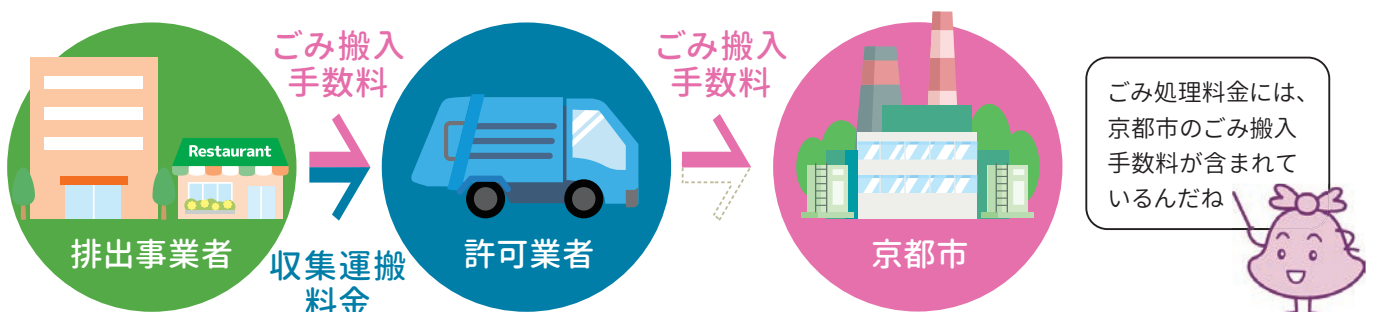 ごみ搬入
手数料
Restaurant
排出事業者
収集運搬
料金
許可業者
ごみ搬入
手数料
京都市
ごみ処理料金には、
京都市のごみ搬入
手数料が含まれて
いるんだね